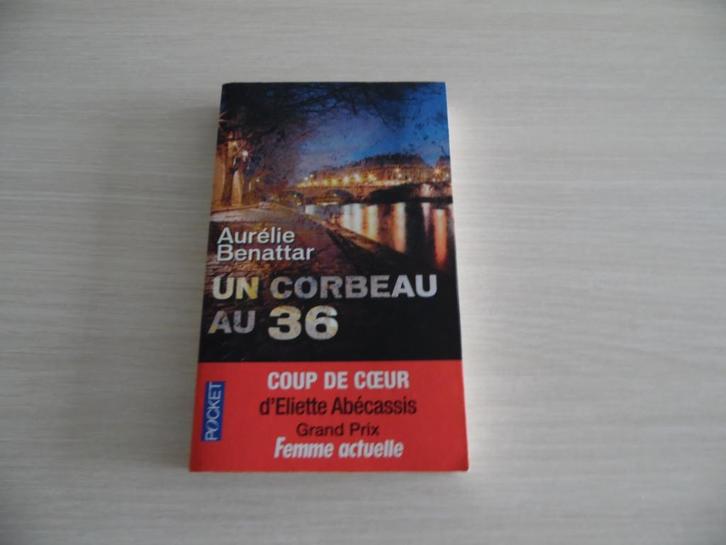 Aurélie
Benattar
UN CORBEAU
AU 36
COUP DE CŒUR
d'Eliette Abécassis
Grand Prix
Femme actuelle
POCKET